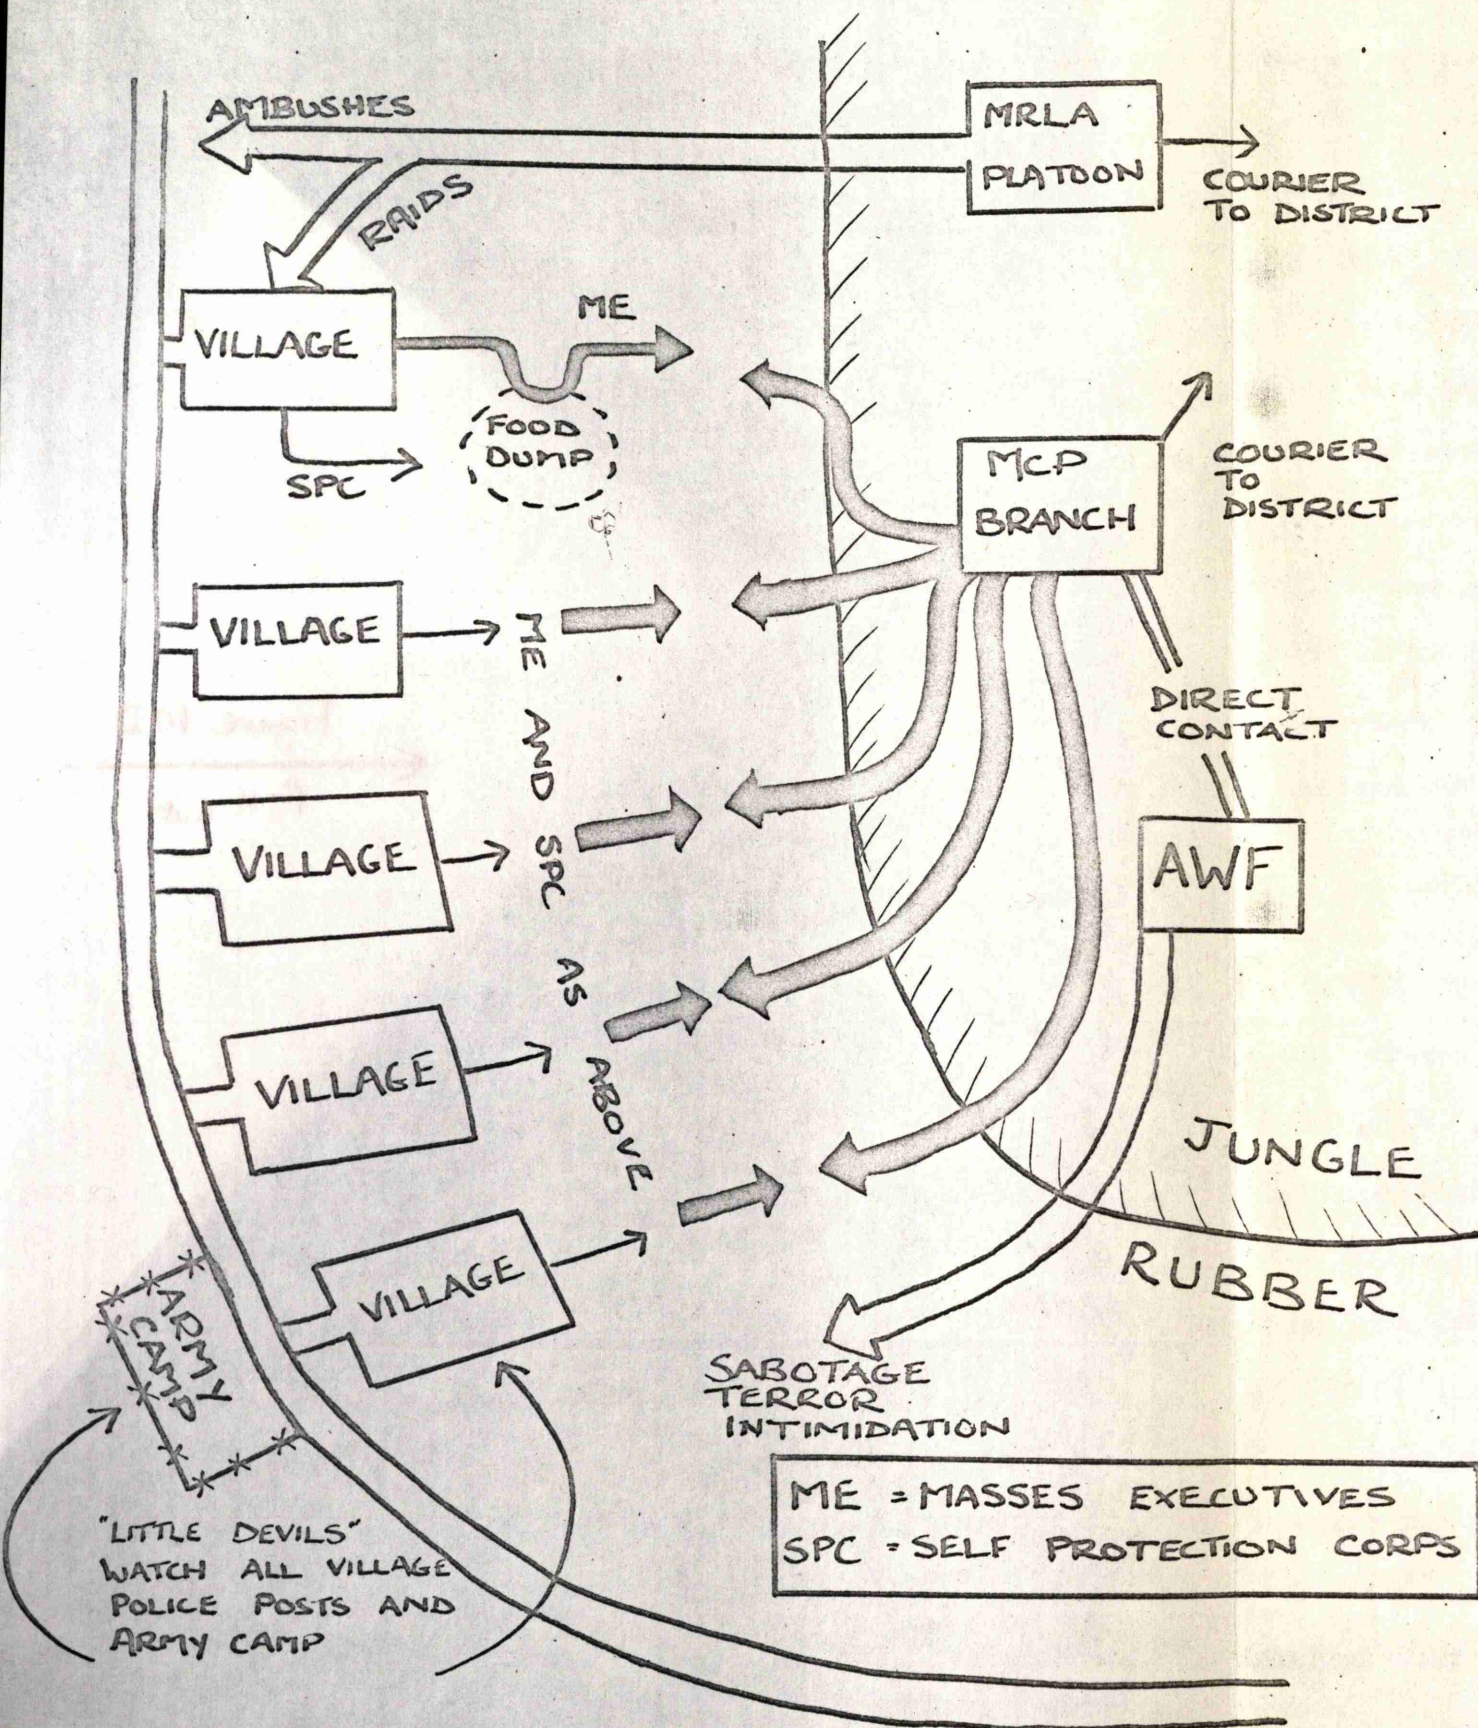 AMBUSHES
MRLA
PLATOON
COURIER
TO DISTRICT
RAIDS
VILLAGE
ME
FOOD
DUMP
SPC
MCP
BRANCH
COURIER
TO
DISTRICT
VILLAGE
ME AND SPC AS ABOVE
DIRECT
CONTACT
VILLAGE
AWF
VILLAGE
JUNGLE
RUBBER
VILLAGE
ARMY
CAMP
SABOTAGE
TERROR
INTIMIDATION
ME = MASSES EXECUTIVES
SPC = SELF PROTECTION CORPS
"LITTLE DEVILS"
WATCH ALL VILLAGE
POLICE POSTS AND
ARMY CAMP